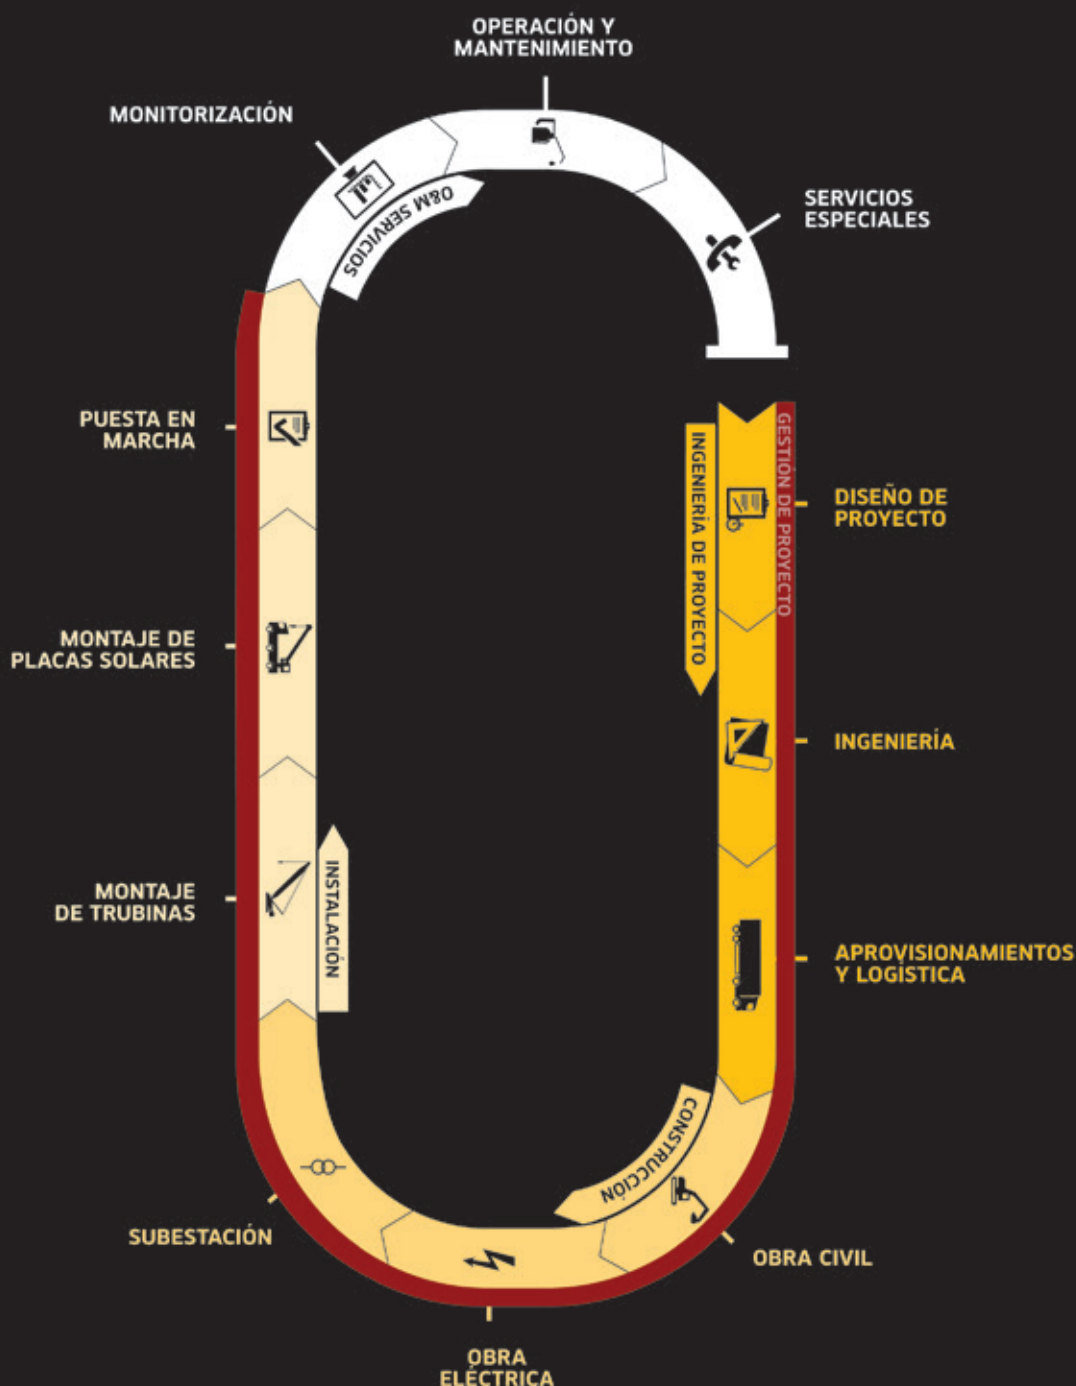 OPERACIÓN Y
MANTENIMIENTO
MONITORIZACIÓN
O&M SERVICIOS
SERVICIOS
ESPECIALES
PUESTA EN
MARCHA
GESTIÓN DE PROYECTO
INGENIERÍA DE PROYECTO
DISEÑO DE
PROYECTO
MONTAJE DE
PLACAS SOLARES
INGENIERÍA
MONTAJE
DE TRUBINAS
INSTALACIÓN
APROVISIONAMIENTOS
Y LOGÍSTICA
CONSTRUCCIÓN
SUBESTACIÓN
OBRA CIVIL
OBRA
ELÉCTRICA